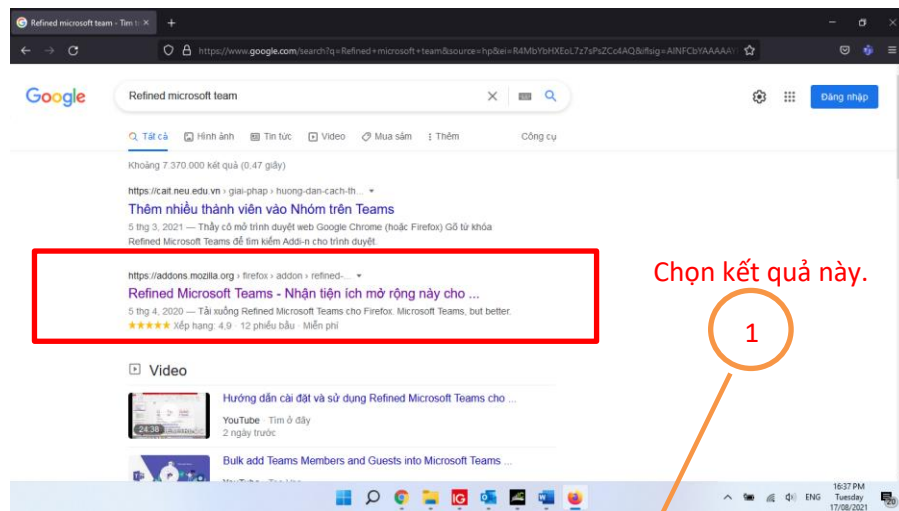 Refined microsoft team - Tìm
https://www.google.com/search?q=Refined+microsoft+team&source=hp&ei=R4MbYbHXEoL7z7sPsZCo4AQ&iflsig=AINFCbYAAAAAY
Google
Refined microsoft team
Đăng nhập
Tất cả Hình ảnh Tin tức Video Mua sắm Thêm Công cụ
Khoảng 7.370.000 kết quả (0,47 giây)
https://cait.neu.edu.vn › giai-phap › huong-dan-cach-th...
Thêm nhiều thành viên vào Nhóm trên Teams
5 thg 3, 2021 — Thầy cô mở trình duyệt web Google Chrome (hoặc Firefox) Gõ từ khóa
Refined Microsoft Teams để tìm kiếm Addi-n cho trình duyệt.
https://addons.mozilla.org › firefox › addon › refined-...
Refined Microsoft Teams - Nhận tiện ích mở rộng này cho ...
5 thg 4, 2020 — Tải xuống Refined Microsoft Teams cho Firefox. Microsoft Teams, but better.
★★★★★ Xếp hạng: 4,9 · 12 phiếu bầu · Miễn phí
Chọn kết quả này.
1
Video
Hướng dẫn cài đặt và sử dụng Refined Microsoft Teams cho ...
YouTube · Tìm ở đây
24:38
2 ngày trước
Bulk add Teams Members and Guests into Microsoft Teams ...
IG
ENG
16:37 PM
Tuesday
17/08/2021
20